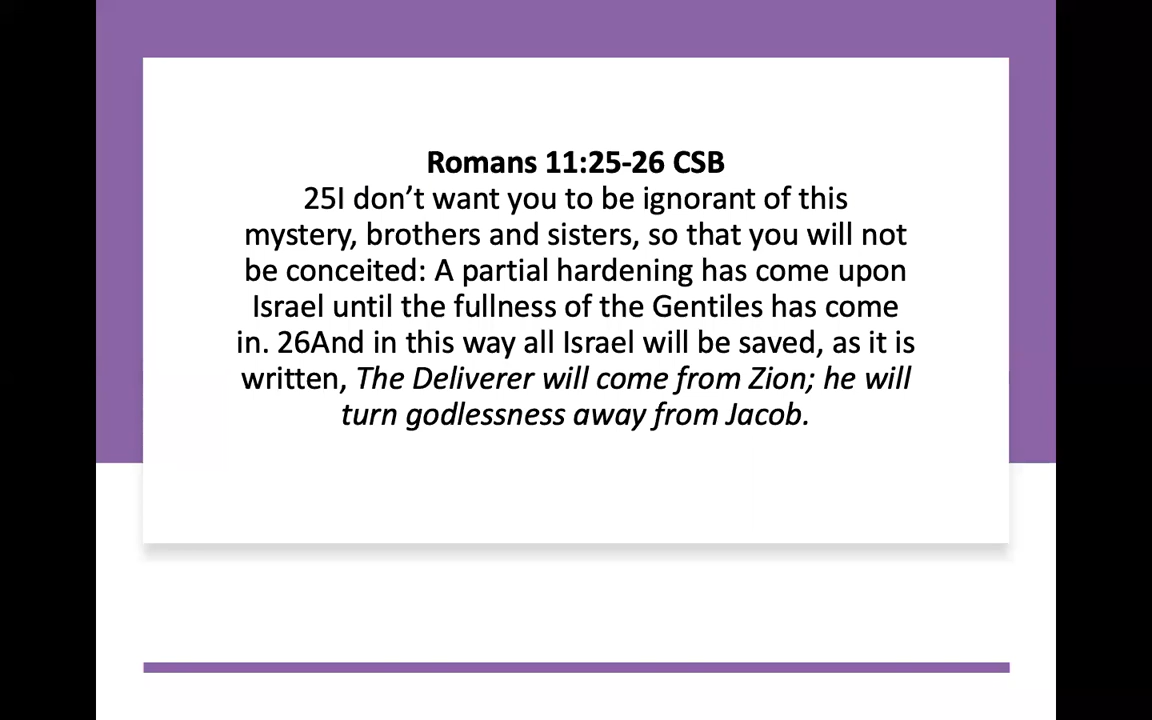 Romans 11:25-26 CSB
25I don’t want you to be ignorant of this
mystery, brothers and sisters, so that you will not
be conceited: A partial hardening has come upon
Israel until the fullness of the Gentiles has come
in. 26And in this way all Israel will be saved, as it is
written, The Deliverer will come from Zion; he will
turn godlessness away from Jacob.